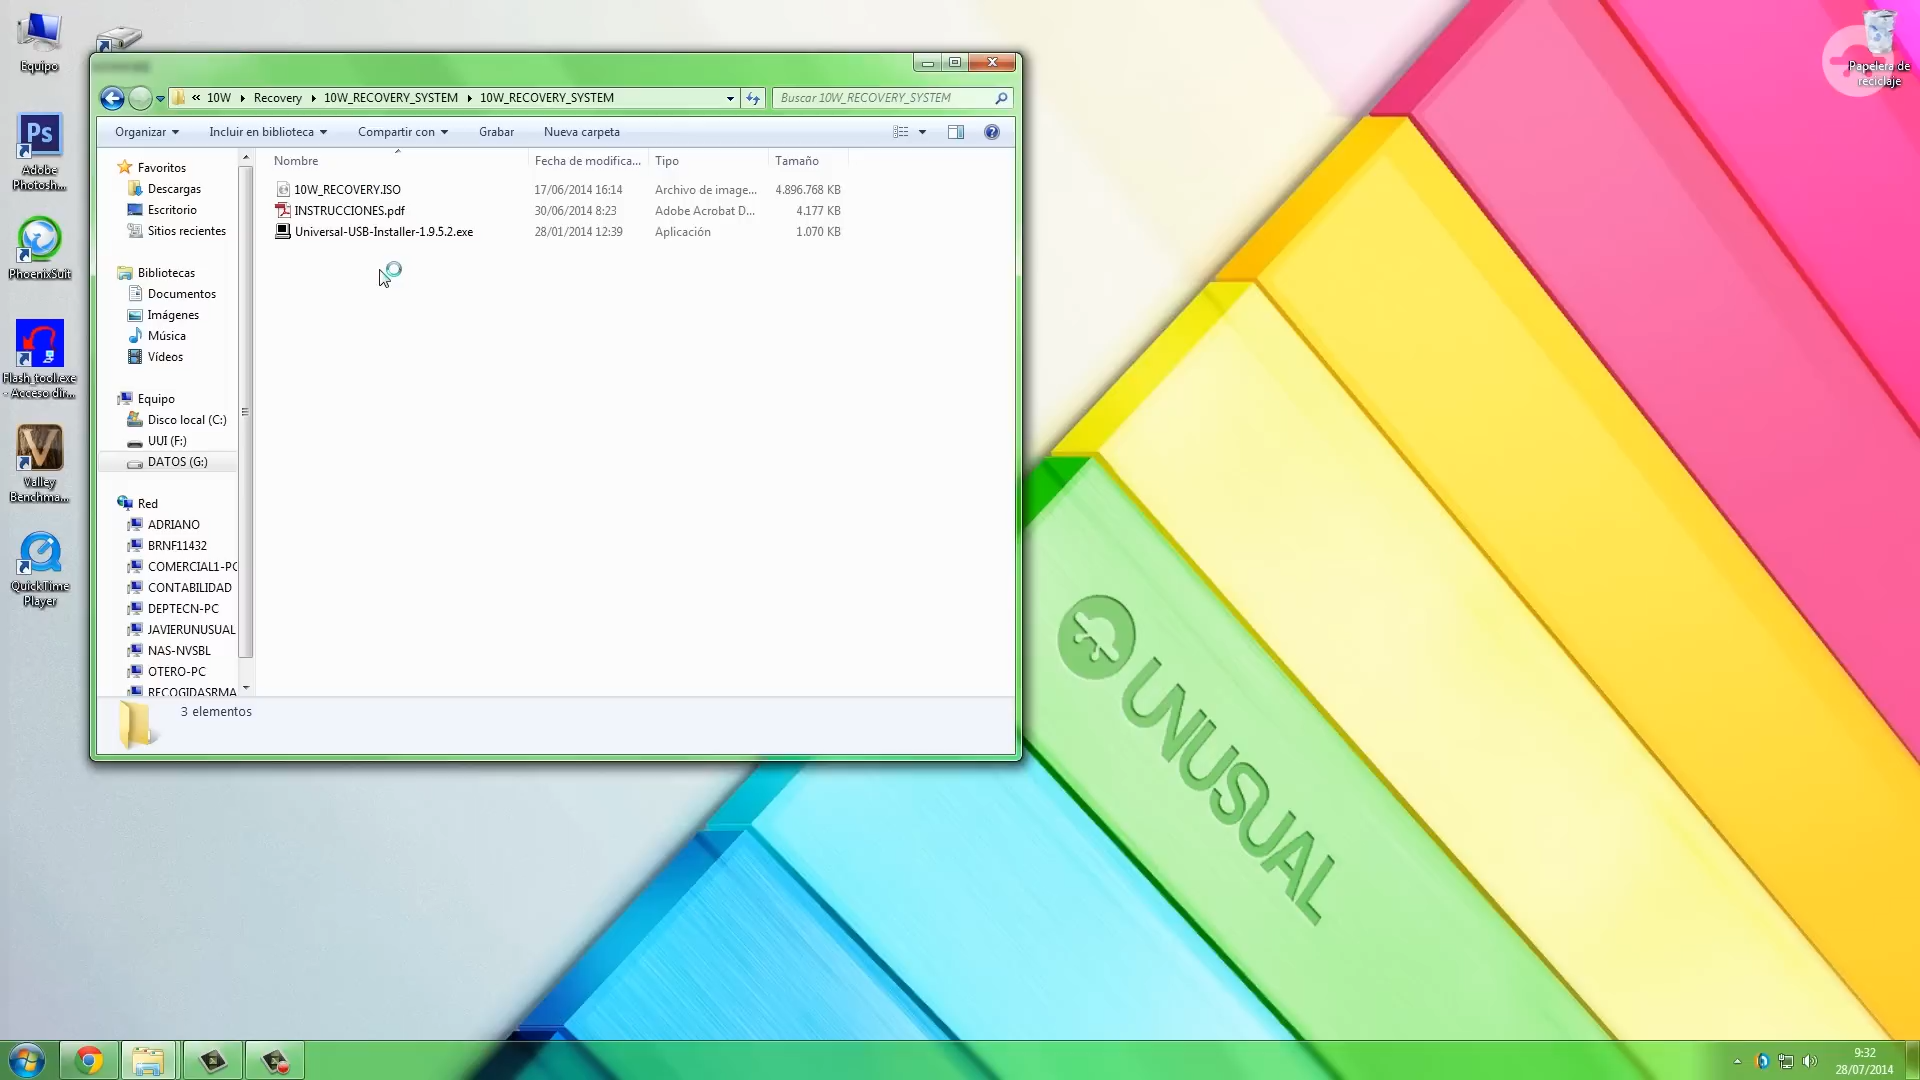 Equipo
Adobe
Photosh...
PhoenixSuit
Flash_tool.exe
- Acceso dir...
Valley
Benchma...
QuickTime
Player
Papelera de
reciclaje
« 10W Recovery 10W_RECOVERY_SYSTEM 10W_RECOVERY_SYSTEM
Buscar 10W_RECOVERY_SYSTEM
Organizar Incluir en biblioteca Compartir con Grabar Nueva carpeta
Favoritos
Descargas
Escritorio
Sitios recientes
Bibliotecas
Documentos
Imágenes
Música
Vídeos
Equipo
Disco local (C:)
UUI (F:)
DATOS (G:)
Red
ADRIANO
BRNF11432
COMERCIAL1-PC
CONTABILIDAD
DEPTECN-PC
JAVIERUNUSUAL
NAS-NVSBL
OTERO-PC
RECOGIDASRMA
Nombre Fecha de modifica... Tipo Tamaño
10W_RECOVERY.ISO 17/06/2014 16:14 Archivo de image... 4.896.768 KB
INSTRUCCIONES.pdf 30/06/2014 8:23 Adobe Acrobat D... 4.177 KB
Universal-USB-Installer-1.9.5.2.exe 28/01/2014 12:39 Aplicación 1.070 KB
3 elementos
Ps
V
UNUSUAL
9:32
28/07/2014